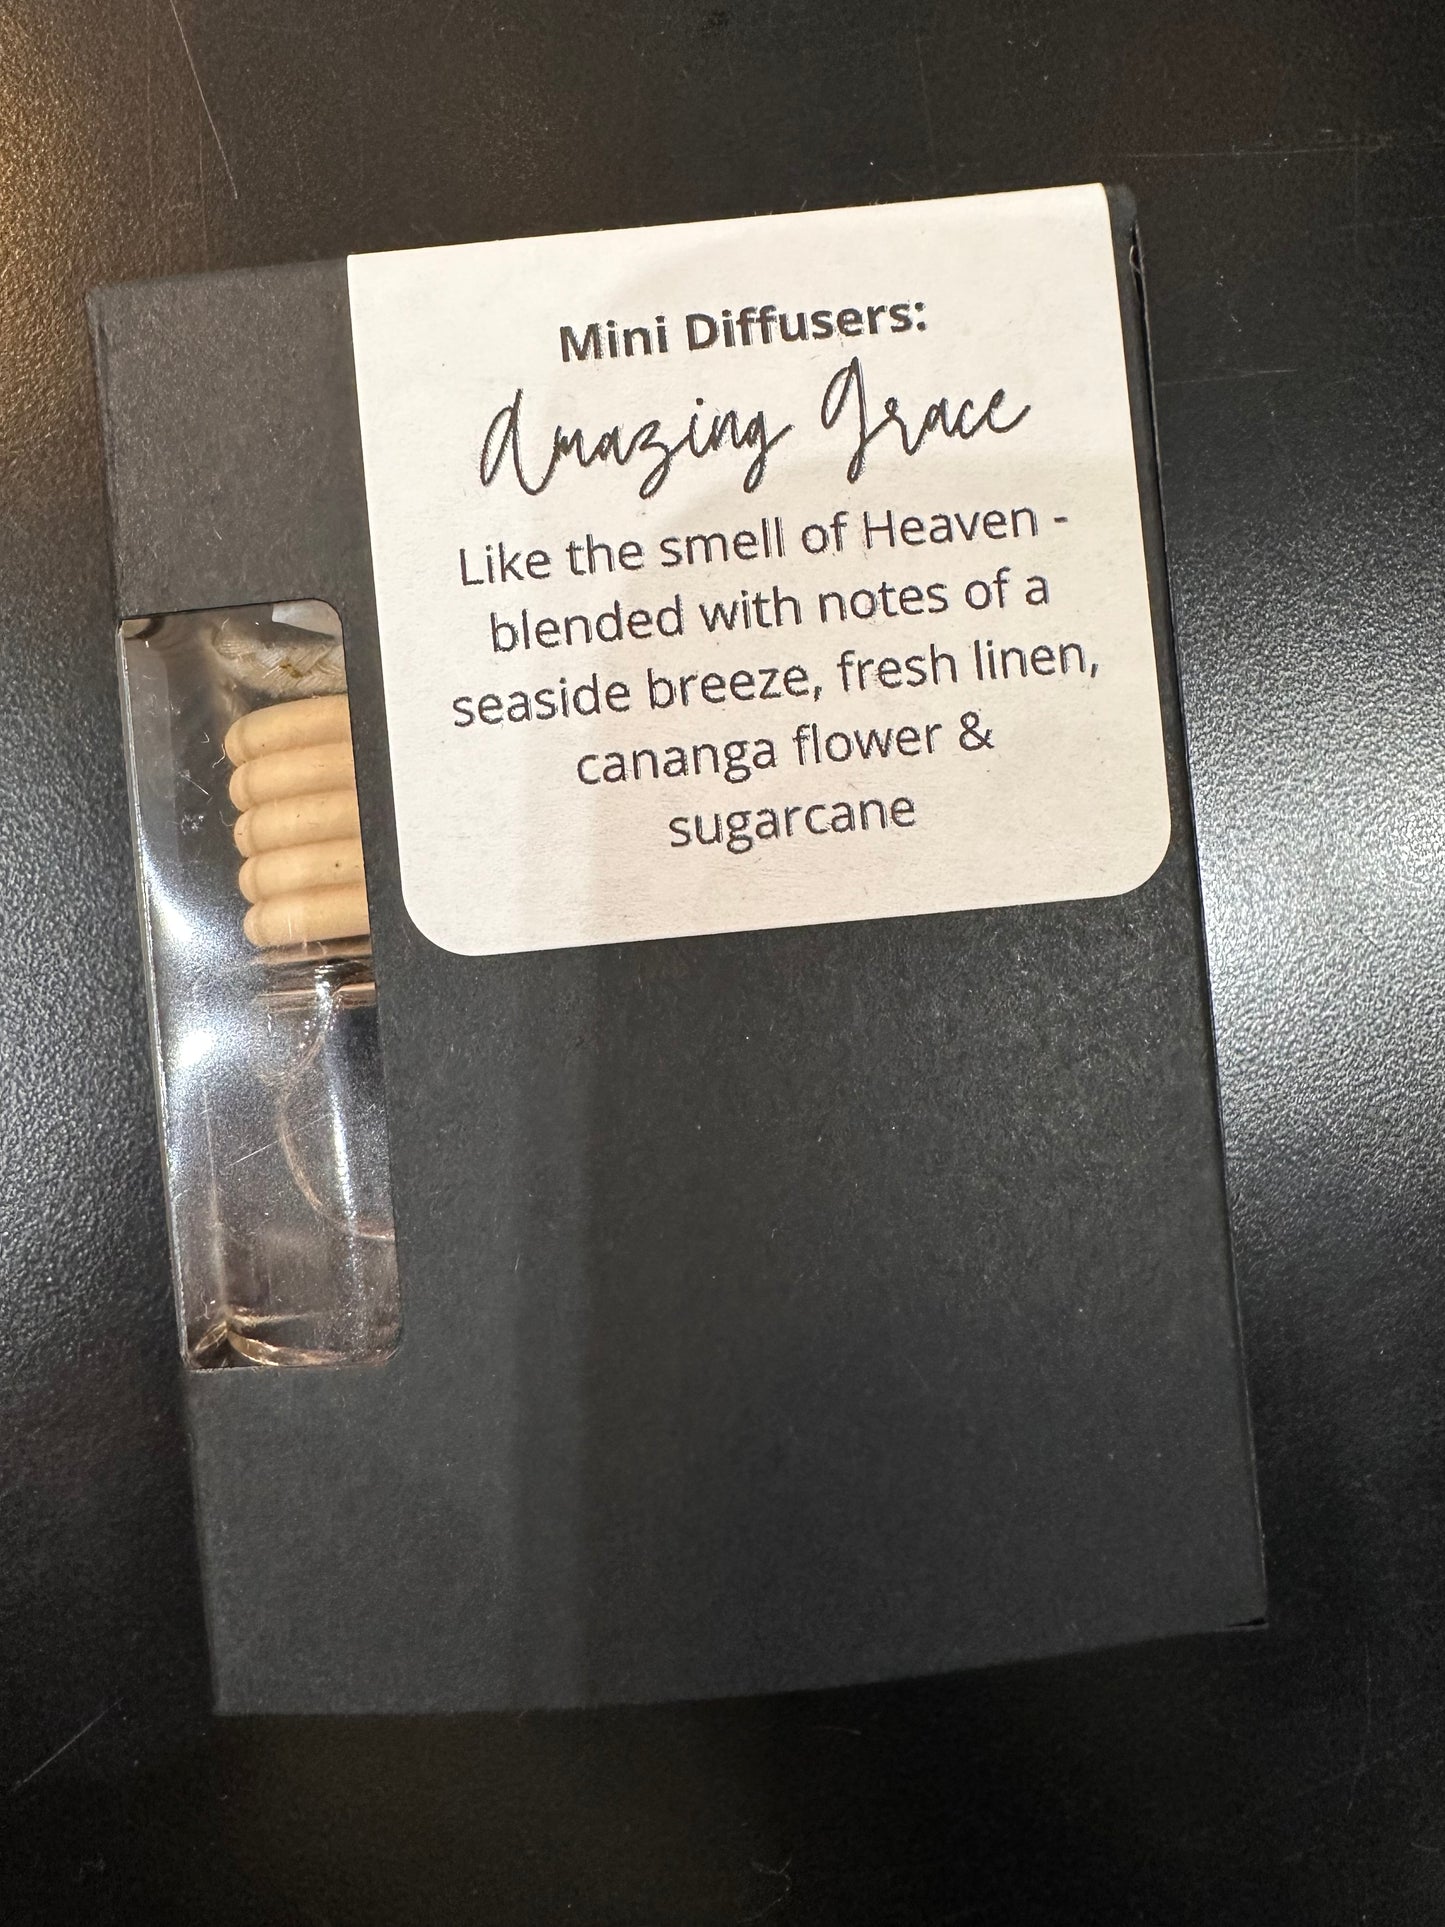 Mini Diffusers:
Amazing Grace
Like the smell of Heaven -
blended with notes of a
seaside breeze, fresh linen,
cananga flower &
sugarcane